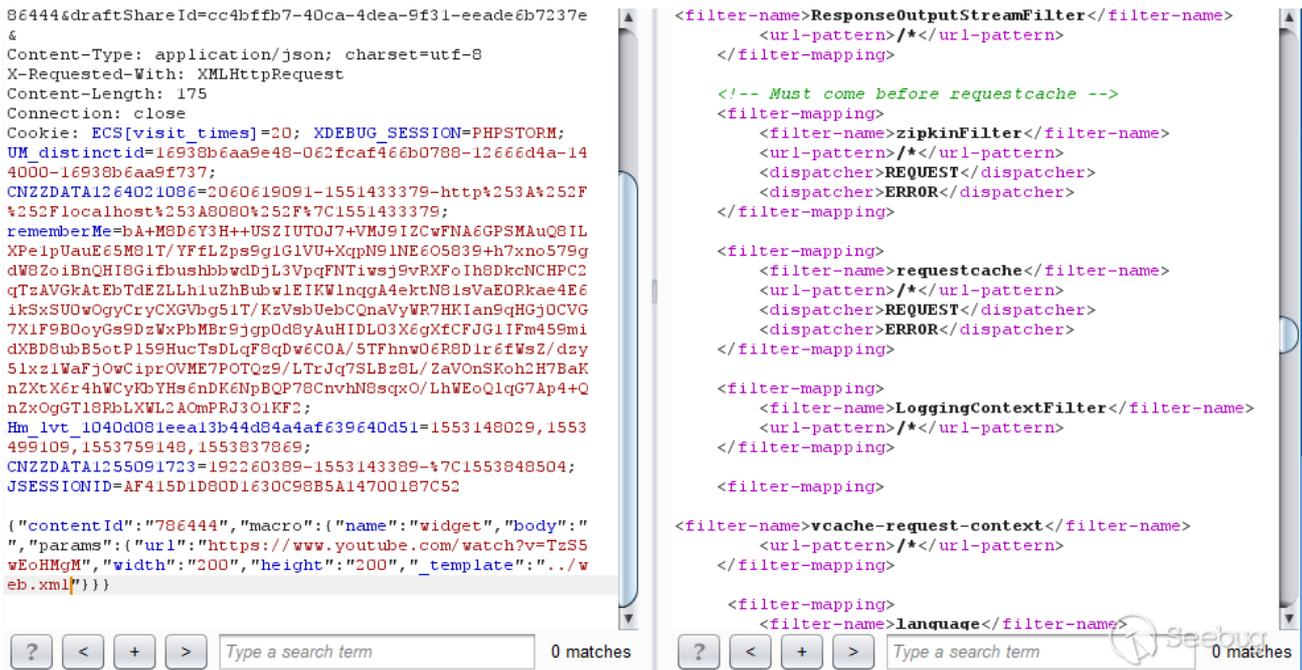 86444&draftShareId=cc4bffb7-40ca-4dea-9f31-eeade6b7237e
&
Content-Type: application/json; charset=utf-8
X-Requested-With: XMLHttpRequest
Content-Length: 175
Connection: close
Cookie: ECS[visit_times]=20; XDEBUG_SESSION=PHPSTORM;
UM_distinctid=16938b6aa9e48-062fcaf466b0788-12666d4a-14
4000-16938b6aa9f737;
CNZZDATA1264021086=2060619091-1551433379-http%253A%252F
%252Flocalhost%253A8080%252F%7C1551433379;
rememberMe=bA+M8D6Y3H++USZIUTOJ7+VMJ9IZCwFNA6GPSMAuQ8IL
XPe1pUauE65M81T/YFfLZps9g1G1VU+XqpN91NE6O5839+h7xno579g
dW8ZoiBnQHI8GifbushbbwdDjL3VpqFNTiwsj9vRXFoIh8DkcNCHPC2
qTzAVGkAtEbTdEZLLh1uZhBubw1EIKW1nqgA4ektN81sVaE0Rkae4E6
ikSxSU0wOgyCryCXGVbg51T/KzVsbUebCQnaVyWR7HKIan9qHGj0CVG
7X1F9B0oyGs9DzWxPbMBr9jgp0d8yAuHIDL03X6gXfCFJG1IFm459mi
dXBD8ubB5otP159HucTsDLqF8qDw6C0A/5TFhnw06R8D1r6fWsZ/dzy
51xz1WaFjOwCiprOVME7POTQz9/LTrJq7SLBz8L/ZaVOnSKoh2H7BaK
nZXtX6r4hWCyKbYHs6nDK6NpBQP78CnvhN8sqxO/LhWEoQ1qG7Ap4+Q
nZxOgGT18RbLXWL2AOmPRJ3O1KF2;
Hm_lvt_1040d081eea13b44d84a4af639640d51=1553148029,1553
499109,1553759148,1553837869;
CNZZDATA1255091723=192260389-1553143389-%7C1553848504;
JSESSIONID=AF415D1D80D1630C98B5A14700187C52
{"contentId":"786444","macro":{"name":"widget","body":"
","params":{"url":"https://www.youtube.com/watch?v=TzS5
wEoHMgM","width":"200","height":"200","_template":"../w
eb.xml"}}}
? < + > Type a search term 0 matches
<filter-name>ResponseOutputStreamFilter</filter-name>
<url-pattern>/*</url-pattern>
</filter-mapping>
<!-- Must come before requestcache -->
<filter-mapping>
<filter-name>zipkinFilter</filter-name>
<url-pattern>/*</url-pattern>
<dispatcher>REQUEST</dispatcher>
<dispatcher>ERROR</dispatcher>
</filter-mapping>
<filter-mapping>
<filter-name>requestcache</filter-name>
<url-pattern>/*</url-pattern>
<dispatcher>REQUEST</dispatcher>
<dispatcher>ERROR</dispatcher>
</filter-mapping>
<filter-mapping>
<filter-name>LoggingContextFilter</filter-name>
<url-pattern>/*</url-pattern>
</filter-mapping>
<filter-mapping>
<filter-name>vcache-request-context</filter-name>
<url-pattern>/*</url-pattern>
</filter-mapping>
<filter-mapping>
<filter-name>language</filter-name>
? < + > Type a search term 0 matches
Seebug